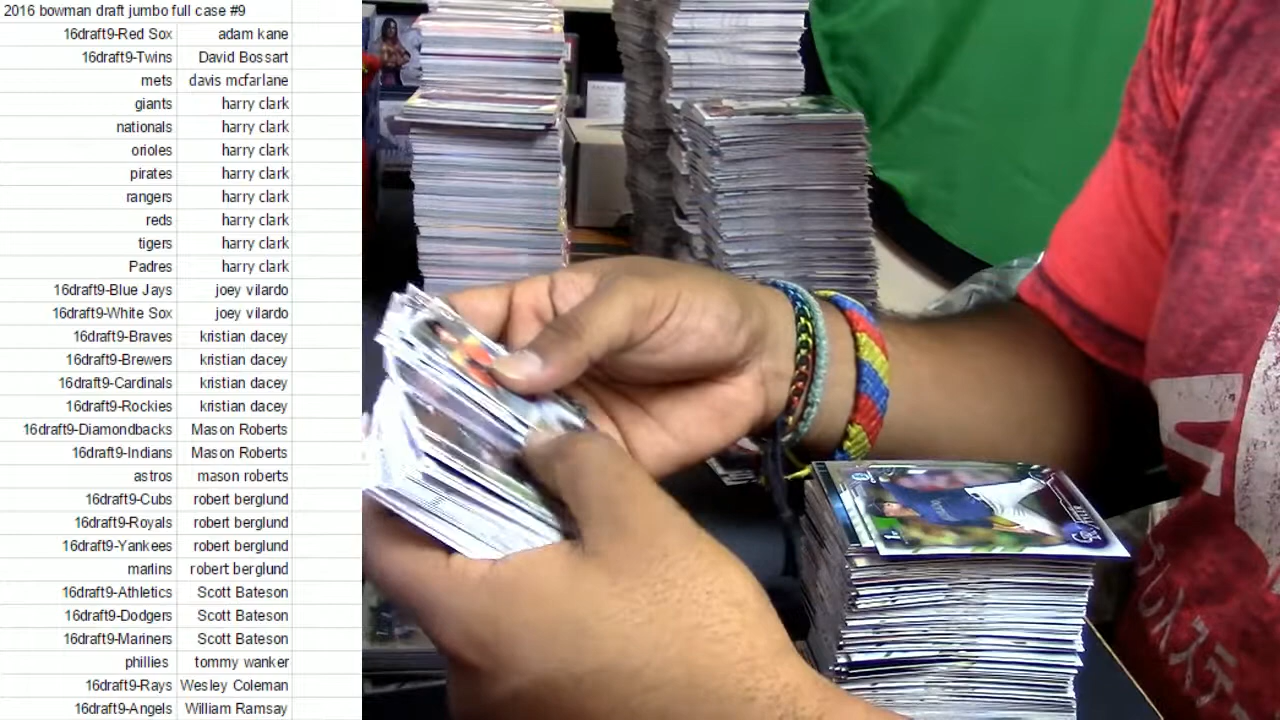 2016 bowman draft jumbo full case #9
16draft9-Red Sox adam kane
16draft9-Twins David Bossart
mets davis mcfarlane
giants harry clark
nationals harry clark
orioles harry clark
pirates harry clark
rangers harry clark
reds harry clark
tigers harry clark
Padres harry clark
16draft9-Blue Jays joey vilardo
16draft9-White Sox joey vilardo
16draft9-Braves kristian dacey
16draft9-Brewers kristian dacey
16draft9-Cardinals kristian dacey
16draft9-Rockies kristian dacey
16draft9-Diamondbacks Mason Roberts
16draft9-Indians Mason Roberts
astros mason roberts
16draft9-Cubs robert berglund
16draft9-Royals robert berglund
16draft9-Yankees robert berglund
marlins robert berglund
16draft9-Athletics Scott Bateson
16draft9-Dodgers Scott Bateson
16draft9-Mariners Scott Bateson
phillies tommy wanker
16draft9-Rays Wesley Coleman
16draft9-Angels William Ramsay